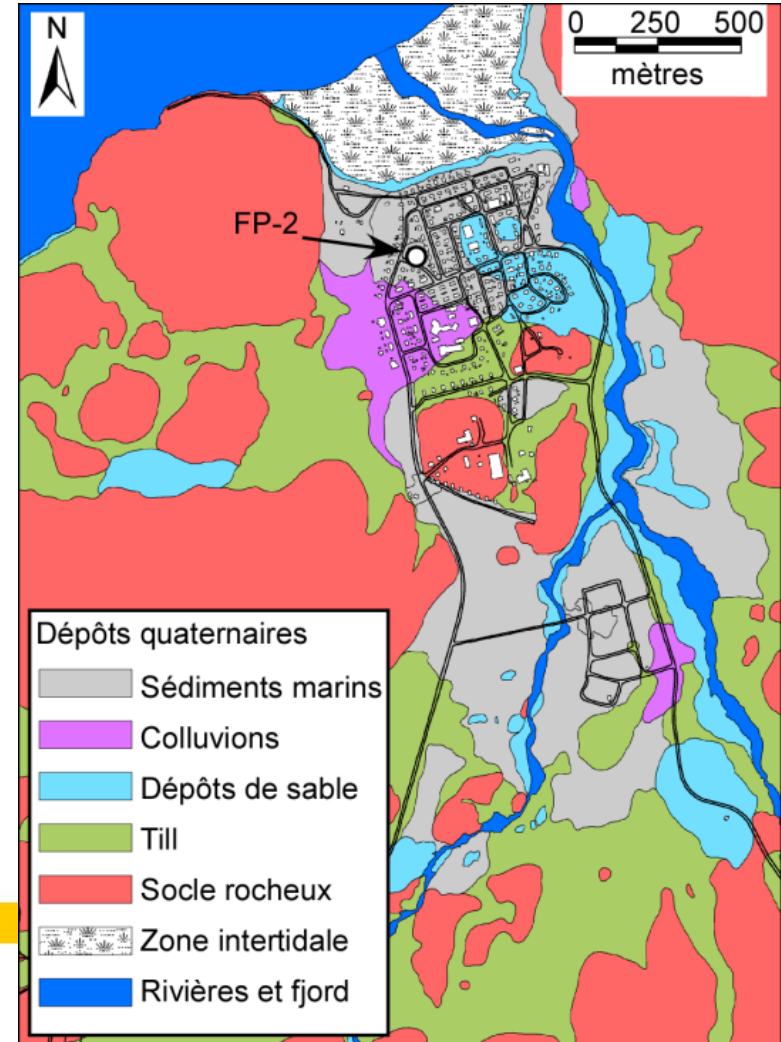 N
0 250 500
mètres
FP-2
Dépôts quaternaires
Sédiments marins
Colluvions
Dépôts de sable
Till
Socle rocheux
Zone intertidale
Rivières et fjord